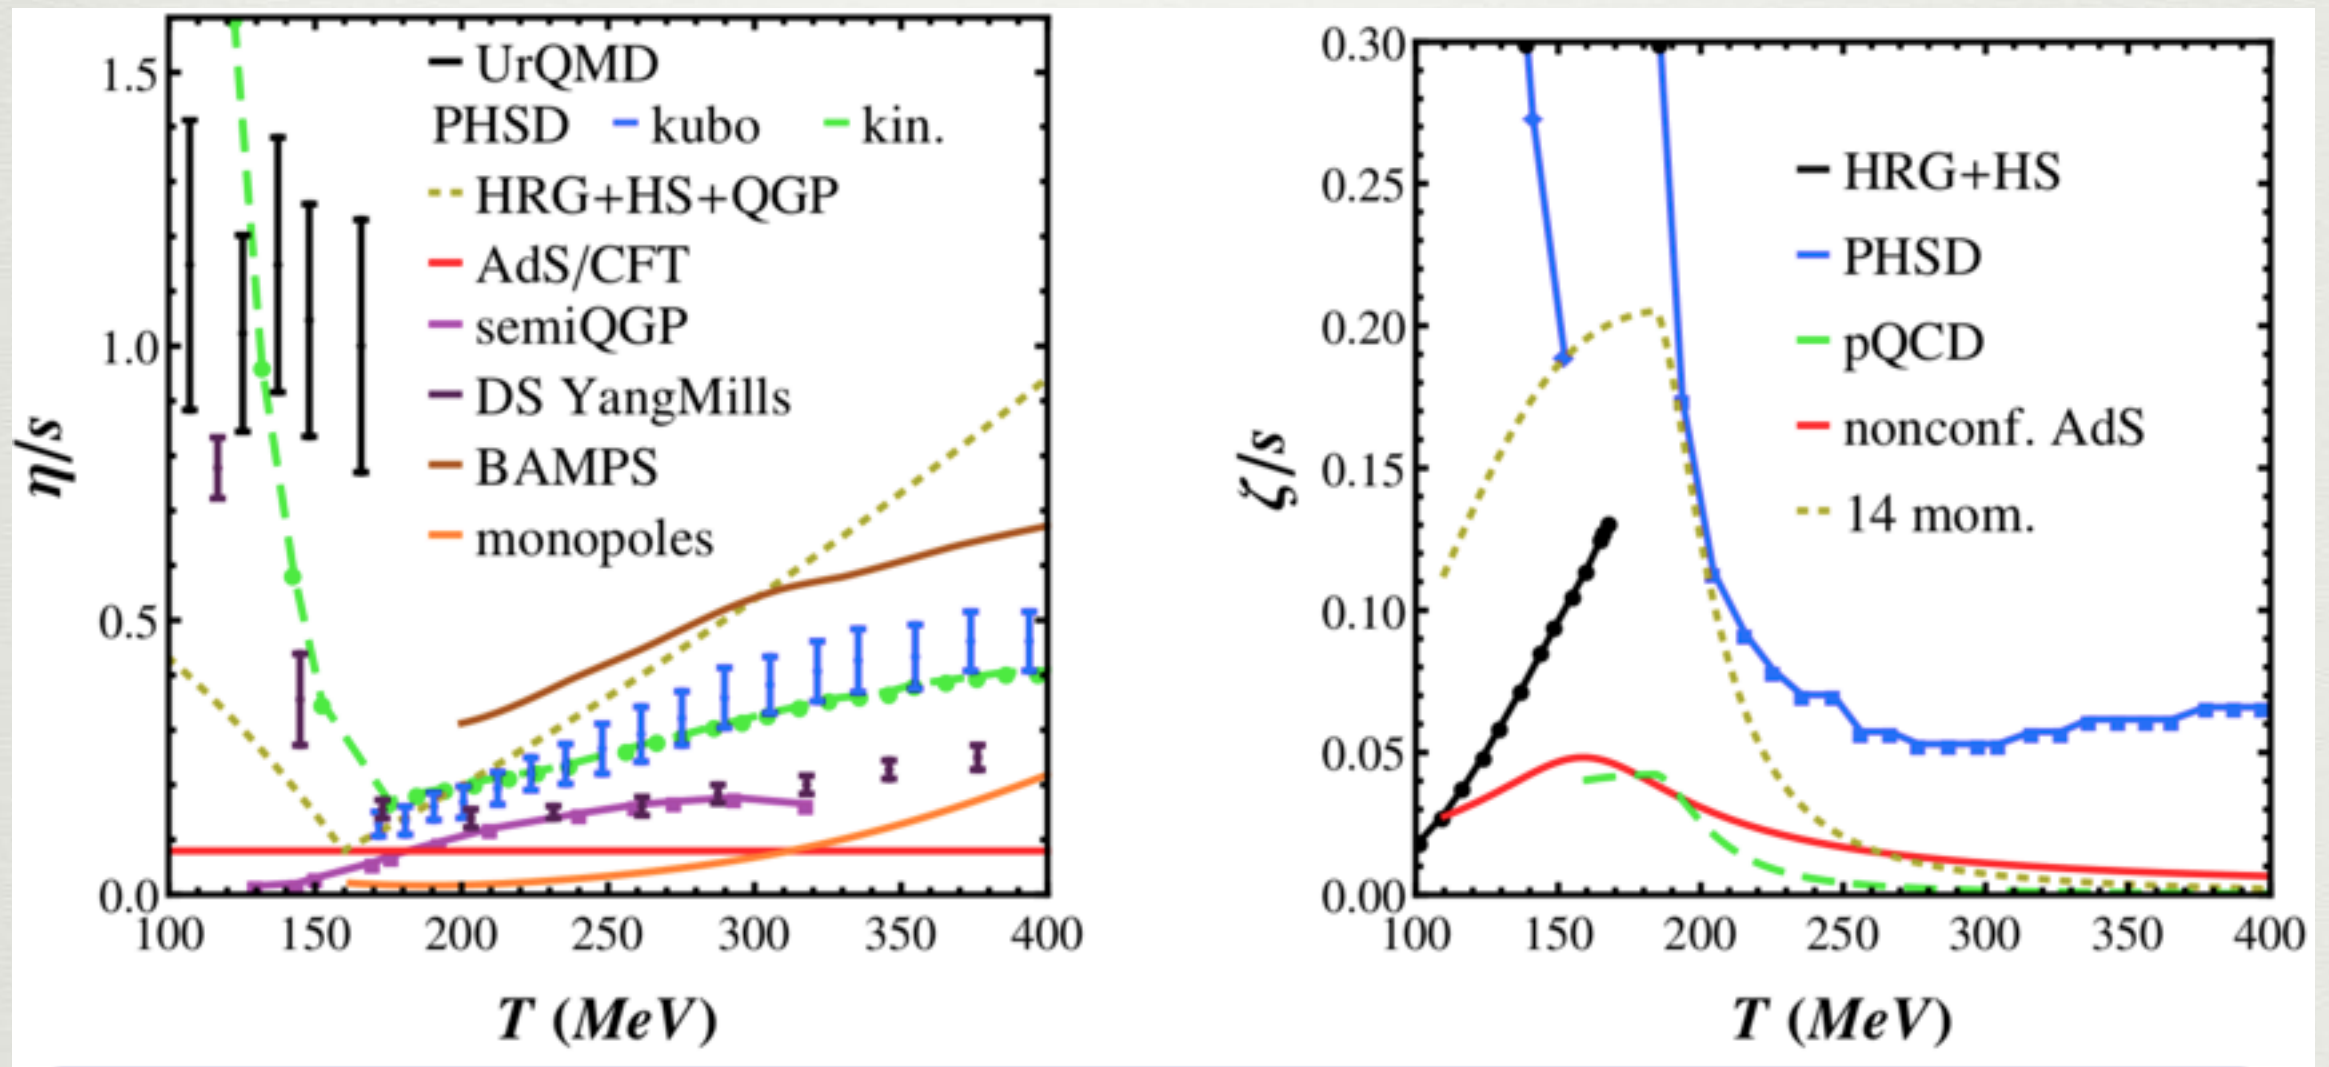 1.5
1.0
0.5
0.0
η/s
UrQMD
PHSD kubo kin.
HRG+HS+QGP
AdS/CFT
semiQGP
DS YangMills
BAMPS
monopoles
100 150 200 250 300 350 400
T (MeV)
0.30
0.25
0.20
0.15
0.10
0.05
0.00
ζ/s
HRG+HS
PHSD
pQCD
nonconf. AdS
14 mom.
100 150 200 250 300 350 400
T (MeV)